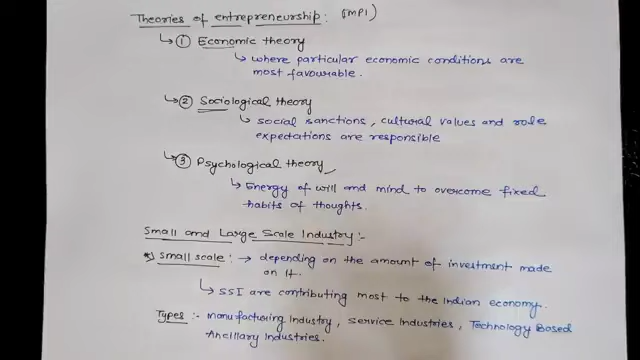 Theories of entrepreneurship: (IMP1)
↳ ① Economic theory
↳ where particular economic conditions are
most favourable.
↳ ② Sociological theory
↳ social sanctions, cultural values and role
expectations are responsible
↳ ③ Psychological theory
↳ Energy of will and mind to overcome fixed
habits of thoughts.
Small and Large Scale Industry:-
*) Small scale: → depending on the amount of investment made
on It.
↳ SSI are contributing most to the Indian economy.
Types :- Manufacturing Industry, Service Industries, Technology Based
Ancillary Industries.